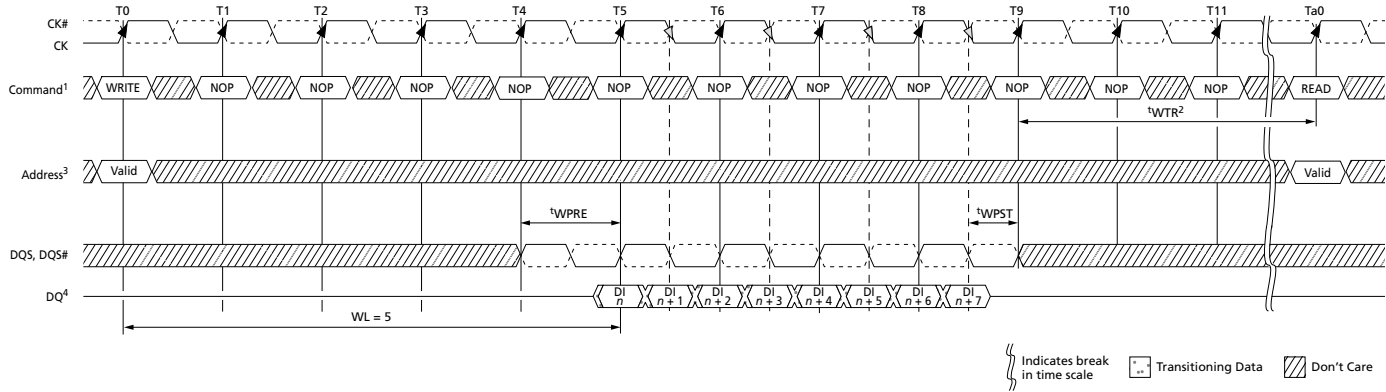 T0 T1 T2 T3 T4 T5 T6 T7 T8 T9 T10 T11 Ta0
CK#
CK
Command¹ WRITE NOP NOP NOP NOP NOP NOP NOP NOP NOP NOP NOP READ
tWTR²
Address³ Valid Valid
tWPRE tWPST
DQS, DQS#
DQ⁴ DI n DI n + 1 DI n + 2 DI n + 3 DI n + 4 DI n + 5 DI n + 6 DI n + 7
WL = 5
Indicates break in time scale
Transitioning Data
Don't Care